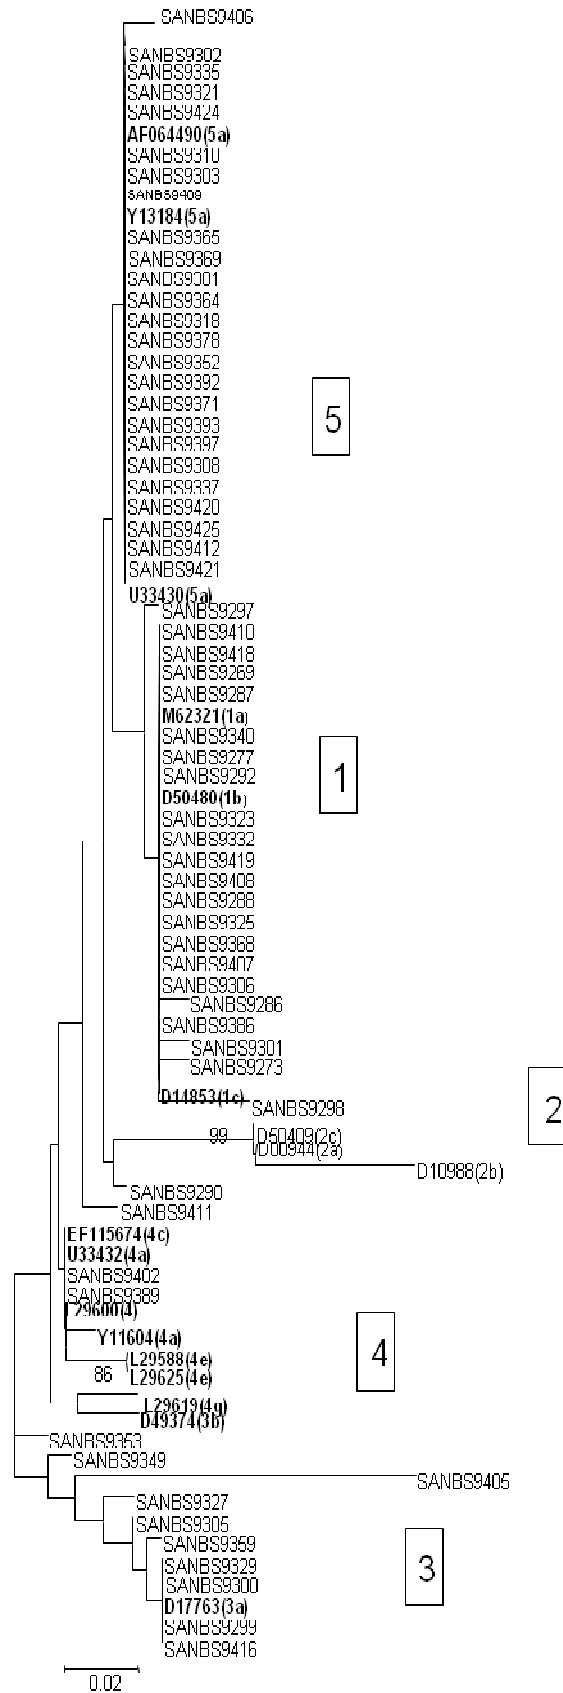 SANBS9406
SANBS9302
SANBS9335
SANBS9321
SANBS9424
AF064490(5a)
SANBS9310
SANBS9303
SANBS9409
Y13184(5a)
SANBS9365
SANBS9369
SANBS9301
SANBS9364
SANBS9318
SANBS9378
SANBS9352
SANBS9392
SANBS9371
5
SANBS9393
SANBS9397
SANBS9308
SANBS9337
SANBS9420
SANBS9425
SANBS9412
SANBS9421
U33430(5a)
SANBS9297
SANBS9410
SANBS9418
SANBS9269
SANBS9287
M62321(1a)
SANBS9340
SANBS9277
SANBS9292
1
D50480(1b)
SANBS9323
SANBS9332
SANBS9419
SANBS9408
SANBS9288
SANBS9325
SANBS9368
SANBS9407
SANBS9306
SANBS9286
SANBS9386
SANBS9301
SANBS9273
D14853(1c)
SANBS9298
2
99
D50409(2c)
D00944(2a)
D10988(2b)
SANBS9290
SANBS9411
EF115674(4c)
U33432(4a)
SANBS9402
SANBS9389
L29600(4)
Y11604(4a)
4
L29588(4e)
86
L29625(4e)
L29619(4g)
D49374(3b)
SANBS9353
SANBS9349
SANBS9405
SANBS9327
SANBS9305
SANBS9359
SANBS9329
3
SANBS9300
D17763(3a)
SANBS9299
SANBS9416
0.02